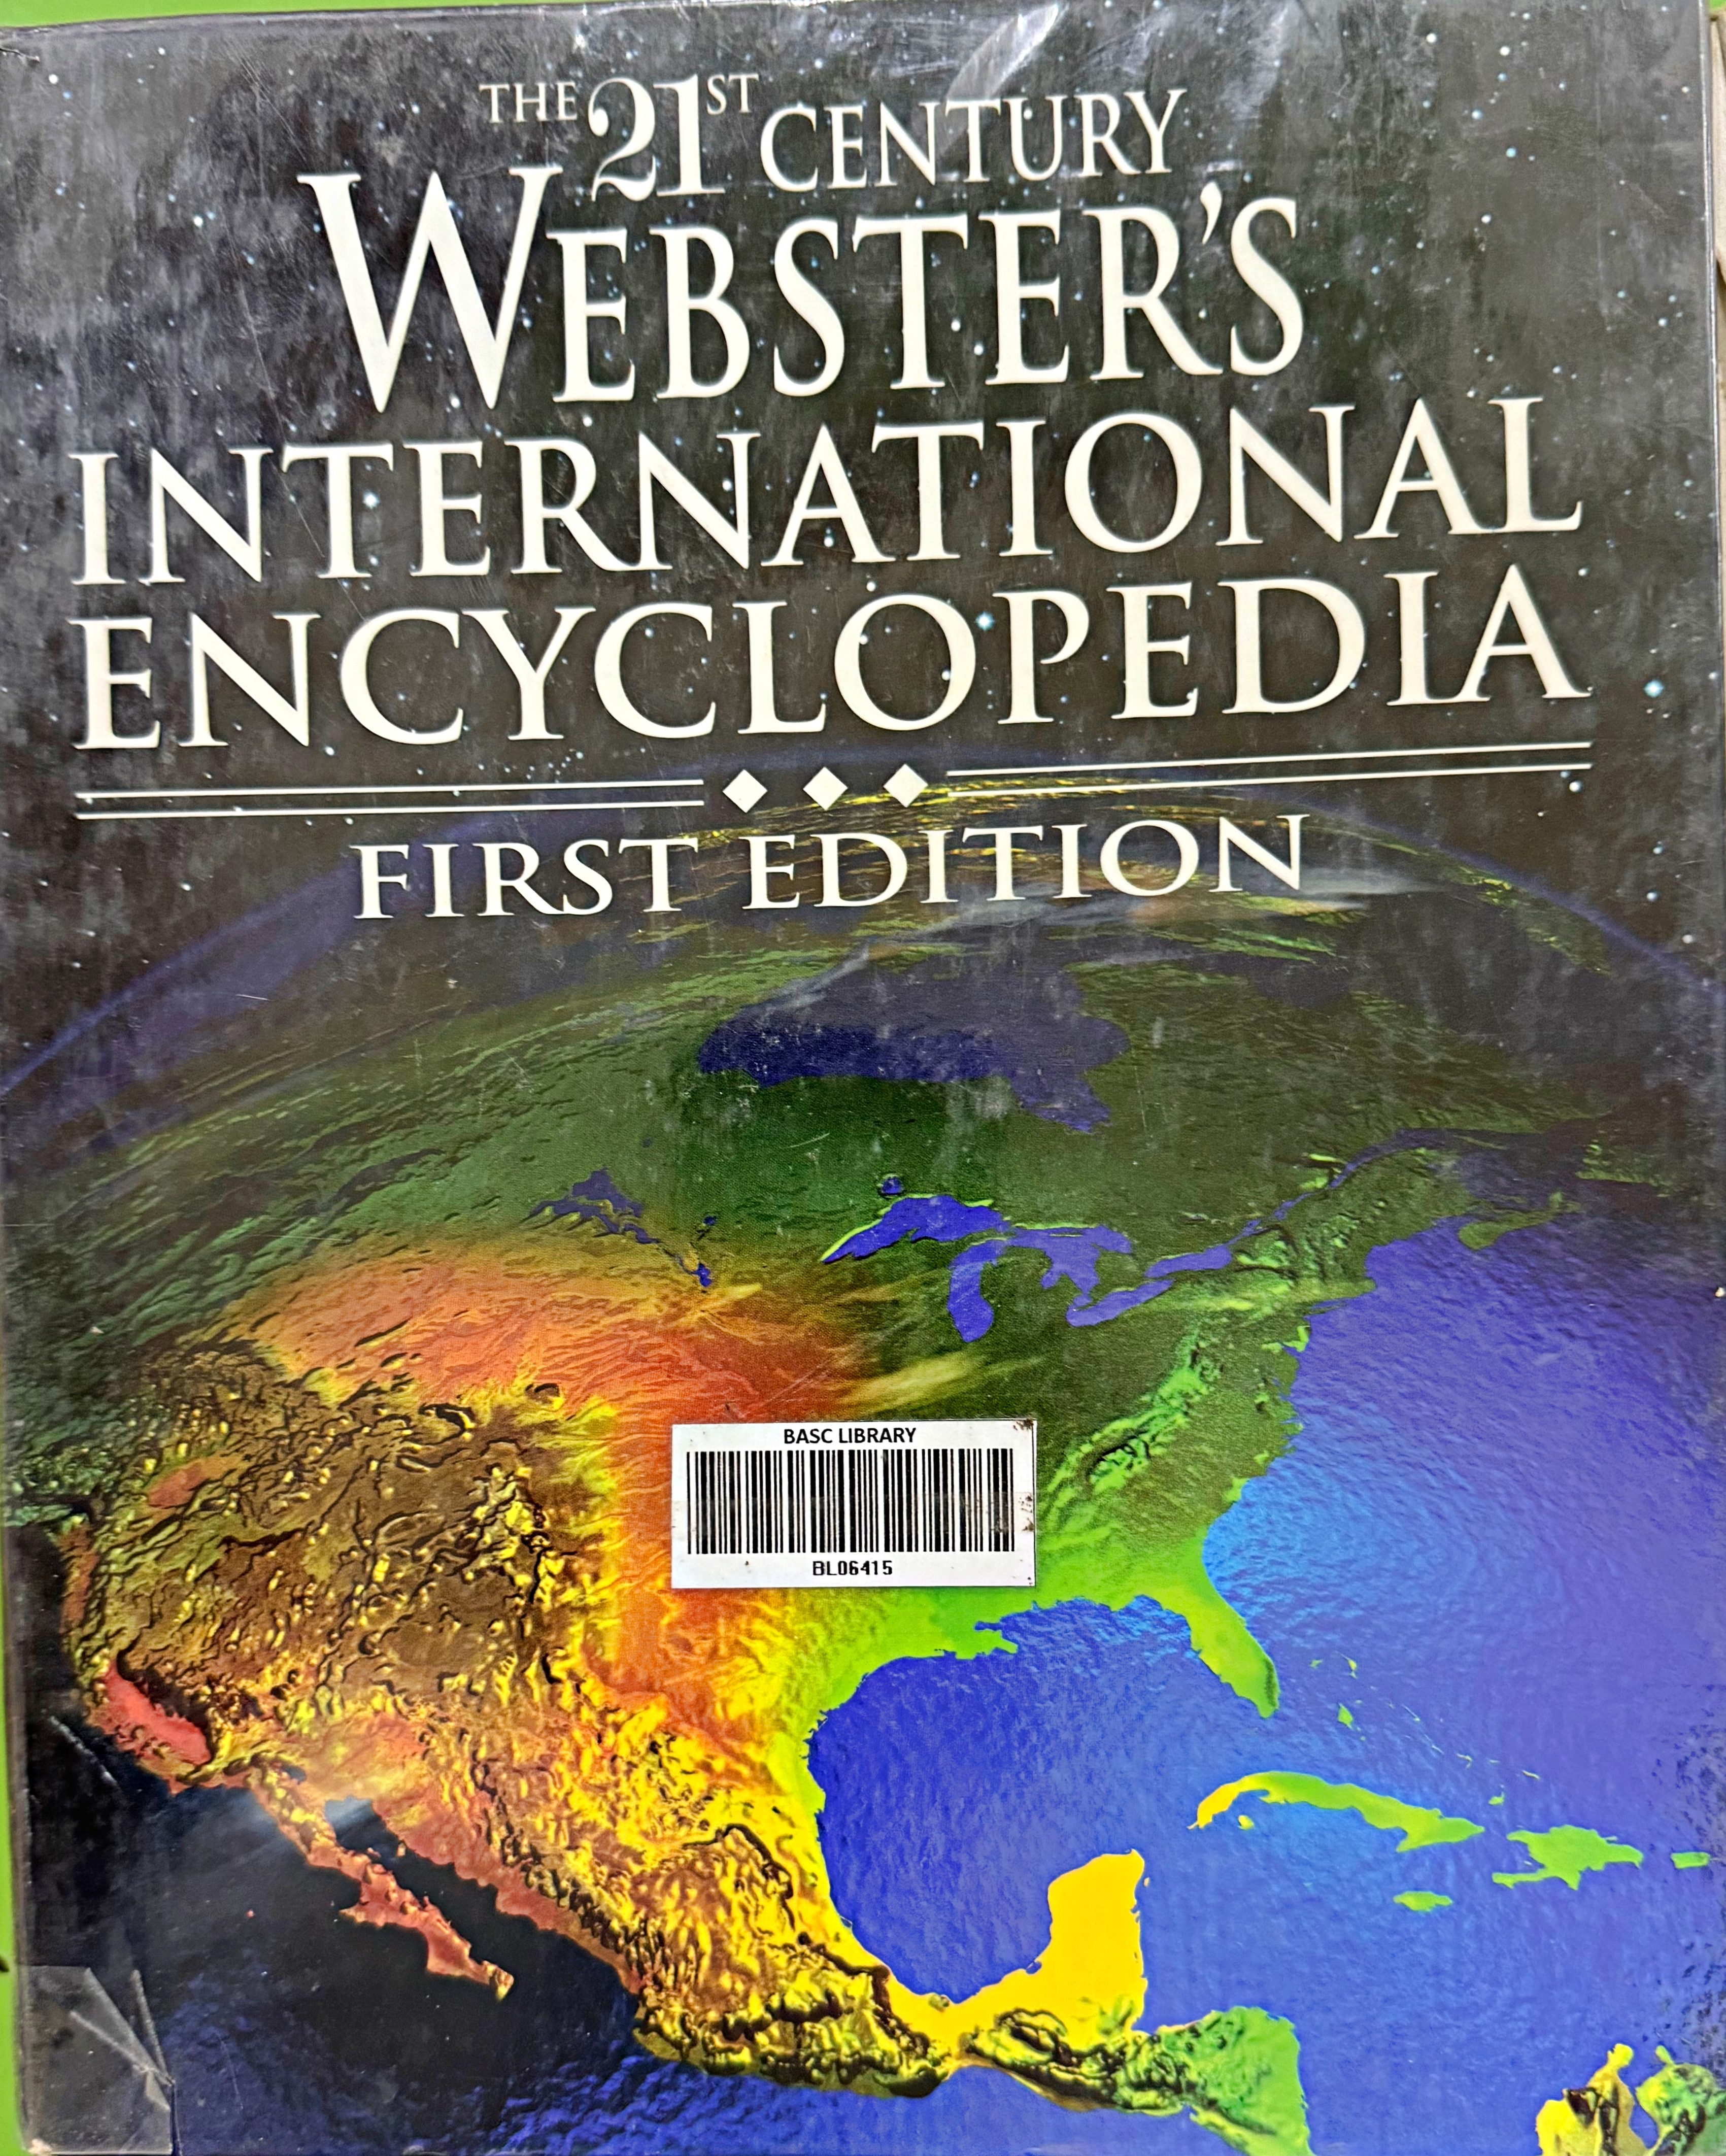 THE 21ST CENTURY
WEBSTER'S
INTERNATIONAL
ENCYCLOPEDIA
FIRST EDITION
BASC LIBRARY
BL06415